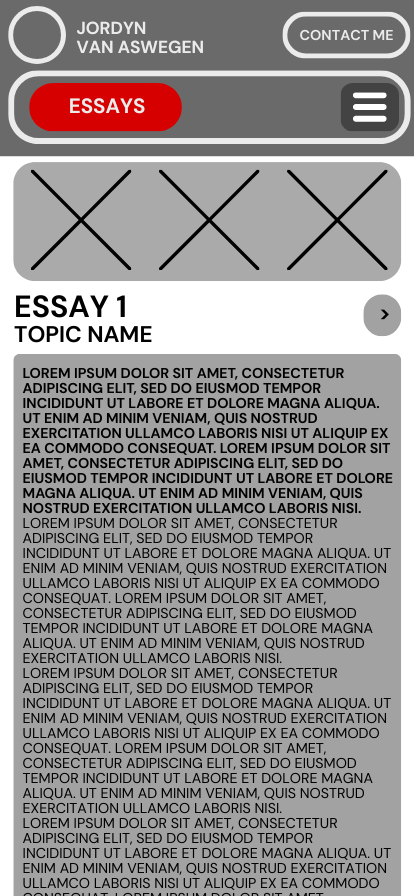 JORDYN
VAN ASWEGEN
CONTACT ME
ESSAYS
ESSAY 1
TOPIC NAME
>
LOREM IPSUM DOLOR SIT AMET, CONSECTETUR
ADIPISCING ELIT, SED DO EIUSMOD TEMPOR
INCIDIDUNT UT LABORE ET DOLORE MAGNA ALIQUA.
UT ENIM AD MINIM VENIAM, QUIS NOSTRUD
EXERCITATION ULLAMCO LABORIS NISI UT ALIQUIP EX
EA COMMODO CONSEQUAT. LOREM IPSUM DOLOR SIT
AMET, CONSECTETUR ADIPISCING ELIT, SED DO
EIUSMOD TEMPOR INCIDIDUNT UT LABORE ET DOLORE
MAGNA ALIQUA. UT ENIM AD MINIM VENIAM, QUIS
NOSTRUD EXERCITATION ULLAMCO LABORIS NISI.
LOREM IPSUM DOLOR SIT AMET, CONSECTETUR
ADIPISCING ELIT, SED DO EIUSMOD TEMPOR
INCIDIDUNT UT LABORE ET DOLORE MAGNA ALIQUA. UT
ENIM AD MINIM VENIAM, QUIS NOSTRUD EXERCITATION
ULLAMCO LABORIS NISI UT ALIQUIP EX EA COMMODO
CONSEQUAT. LOREM IPSUM DOLOR SIT AMET,
CONSECTETUR ADIPISCING ELIT, SED DO EIUSMOD
TEMPOR INCIDIDUNT UT LABORE ET DOLORE MAGNA
ALIQUA. UT ENIM AD MINIM VENIAM, QUIS NOSTRUD
EXERCITATION ULLAMCO LABORIS NISI.
LOREM IPSUM DOLOR SIT AMET, CONSECTETUR
ADIPISCING ELIT, SED DO EIUSMOD TEMPOR
INCIDIDUNT UT LABORE ET DOLORE MAGNA ALIQUA. UT
ENIM AD MINIM VENIAM, QUIS NOSTRUD EXERCITATION
ULLAMCO LABORIS NISI UT ALIQUIP EX EA COMMODO
CONSEQUAT. LOREM IPSUM DOLOR SIT AMET,
CONSECTETUR ADIPISCING ELIT, SED DO EIUSMOD
TEMPOR INCIDIDUNT UT LABORE ET DOLORE MAGNA
ALIQUA. UT ENIM AD MINIM VENIAM, QUIS NOSTRUD
EXERCITATION ULLAMCO LABORIS NISI.
LOREM IPSUM DOLOR SIT AMET, CONSECTETUR
ADIPISCING ELIT, SED DO EIUSMOD TEMPOR
INCIDIDUNT UT LABORE ET DOLORE MAGNA ALIQUA. UT
ENIM AD MINIM VENIAM, QUIS NOSTRUD EXERCITATION
ULLAMCO LABORIS NISI UT ALIQUIP EX EA COMMODO